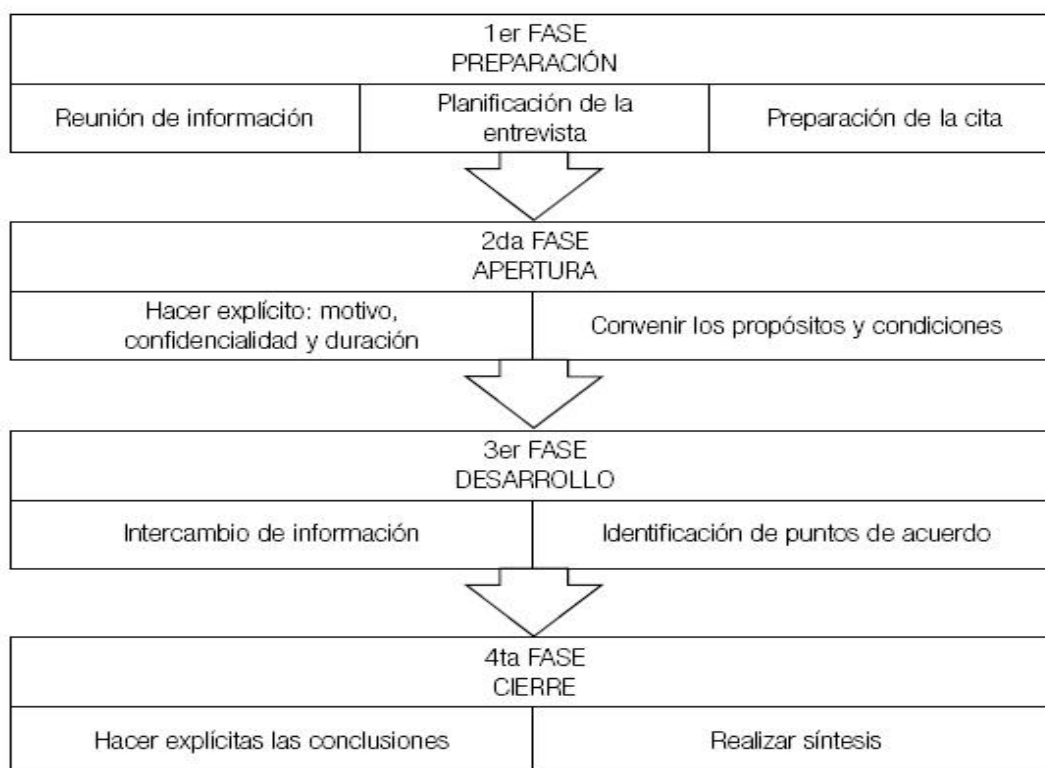 1er FASE
PREPARACIÓN
Reunión de información
Planificación de la
entrevista
Preparación de la cita
2da FASE
APERTURA
Hacer explícito: motivo,
confidencialidad y duración
Convenir los propósitos y condiciones
3er FASE
DESARROLLO
Intercambio de información
Identificación de puntos de acuerdo
4ta FASE
CIERRE
Hacer explícitas las conclusiones
Realizar síntesis